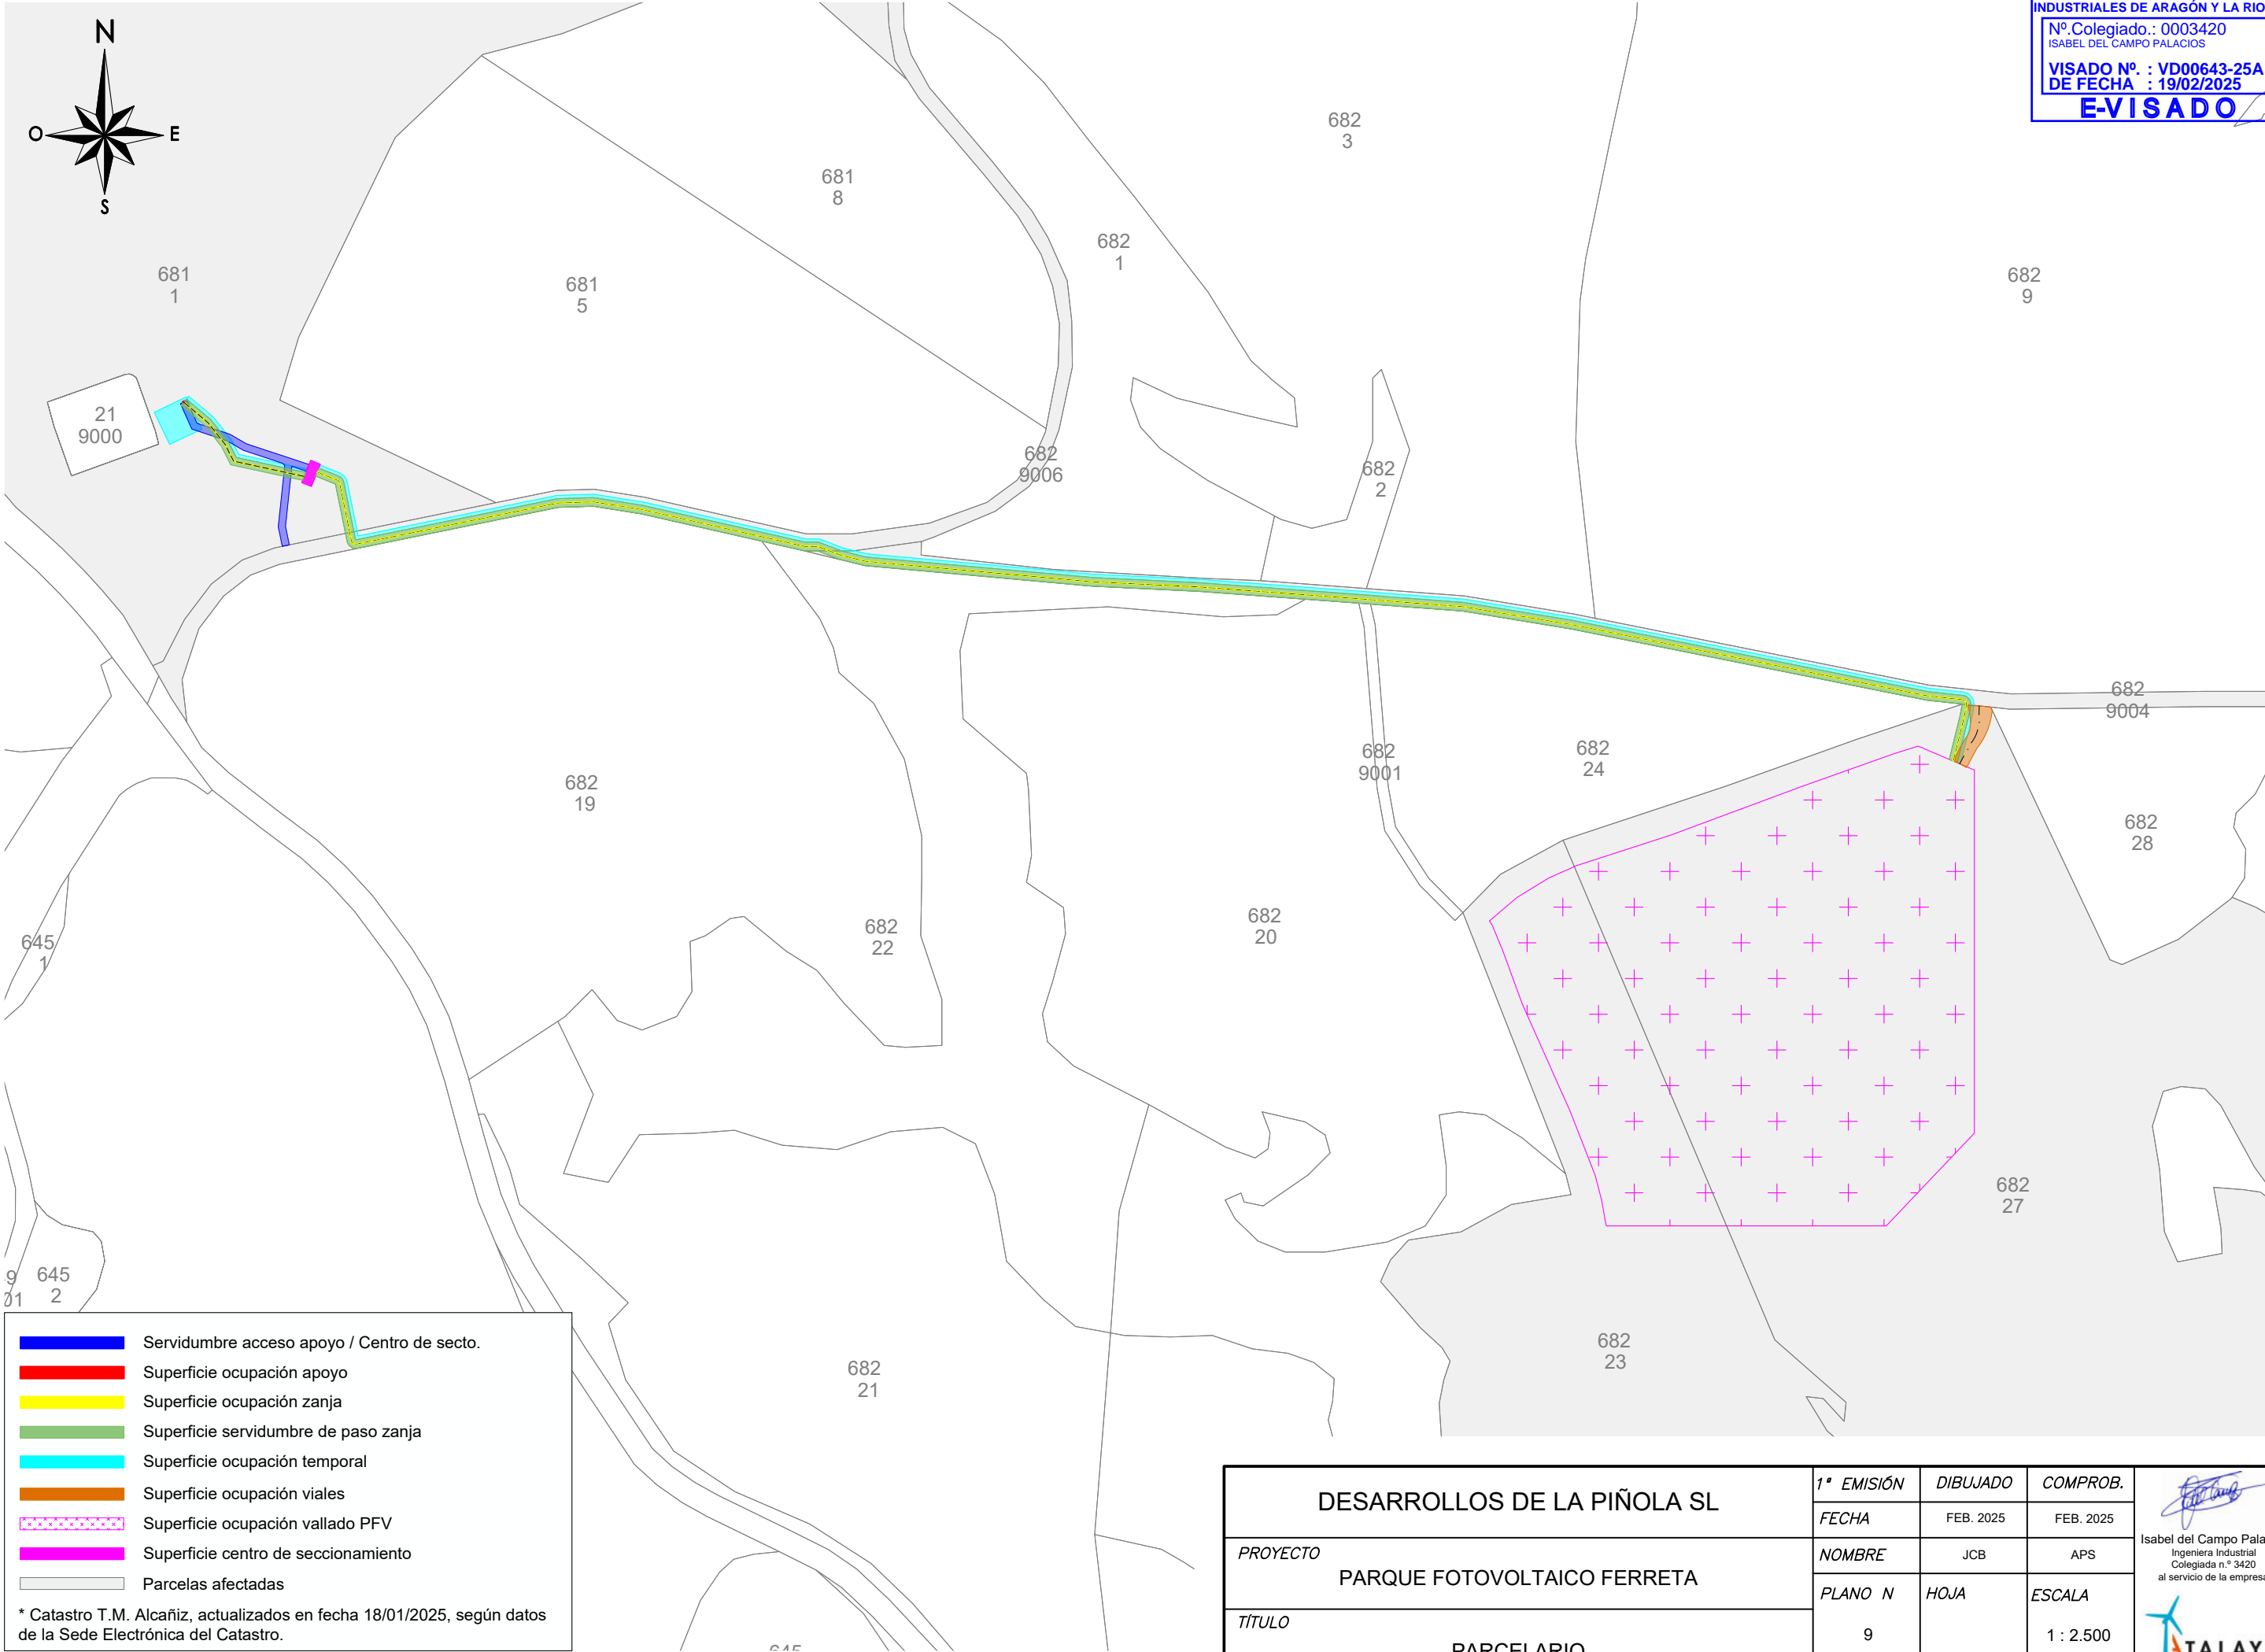 INDUSTRIALES DE ARAGÓN Y LA RIO
Nº.Colegiado.: 0003420
ISABEL DEL CAMPO PALACIOS
VISADO Nº. : VD00643-25A
DE FECHA : 19/02/2025
E-VISADO
N
O
E
S
682
3
681
8
682
1
681
1
681
5
682
9
21
9000
682
9006
682
2
682
9004
682
9001
682
24
682
19
682
28
682
22
682
20
645
1
682
27
645
2
9
01
682
23
682
21
645
Servidumbre acceso apoyo / Centro de secto.
Superficie ocupación apoyo
Superficie ocupación zanja
Superficie servidumbre de paso zanja
Superficie ocupación temporal
Superficie ocupación viales
Superficie ocupación vallado PFV
Superficie centro de seccionamiento
Parcelas afectadas
* Catastro T.M. Alcañiz, actualizados en fecha 18/01/2025, según datos
de la Sede Electrónica del Catastro.
DESARROLLOS DE LA PIÑOLA SL
PROYECTO
PARQUE FOTOVOLTAICO FERRETA
TÍTULO
PARCELARIO
1ª EMISIÓN DIBUJADO COMPROB.
FECHA FEB. 2025 FEB. 2025
NOMBRE JCB APS
PLANO N HOJA ESCALA
9 1 : 2.500
Isabel del Campo Pala
Ingeniera Industrial
Colegiada n.º 3420
al servicio de la empresa
TALAY